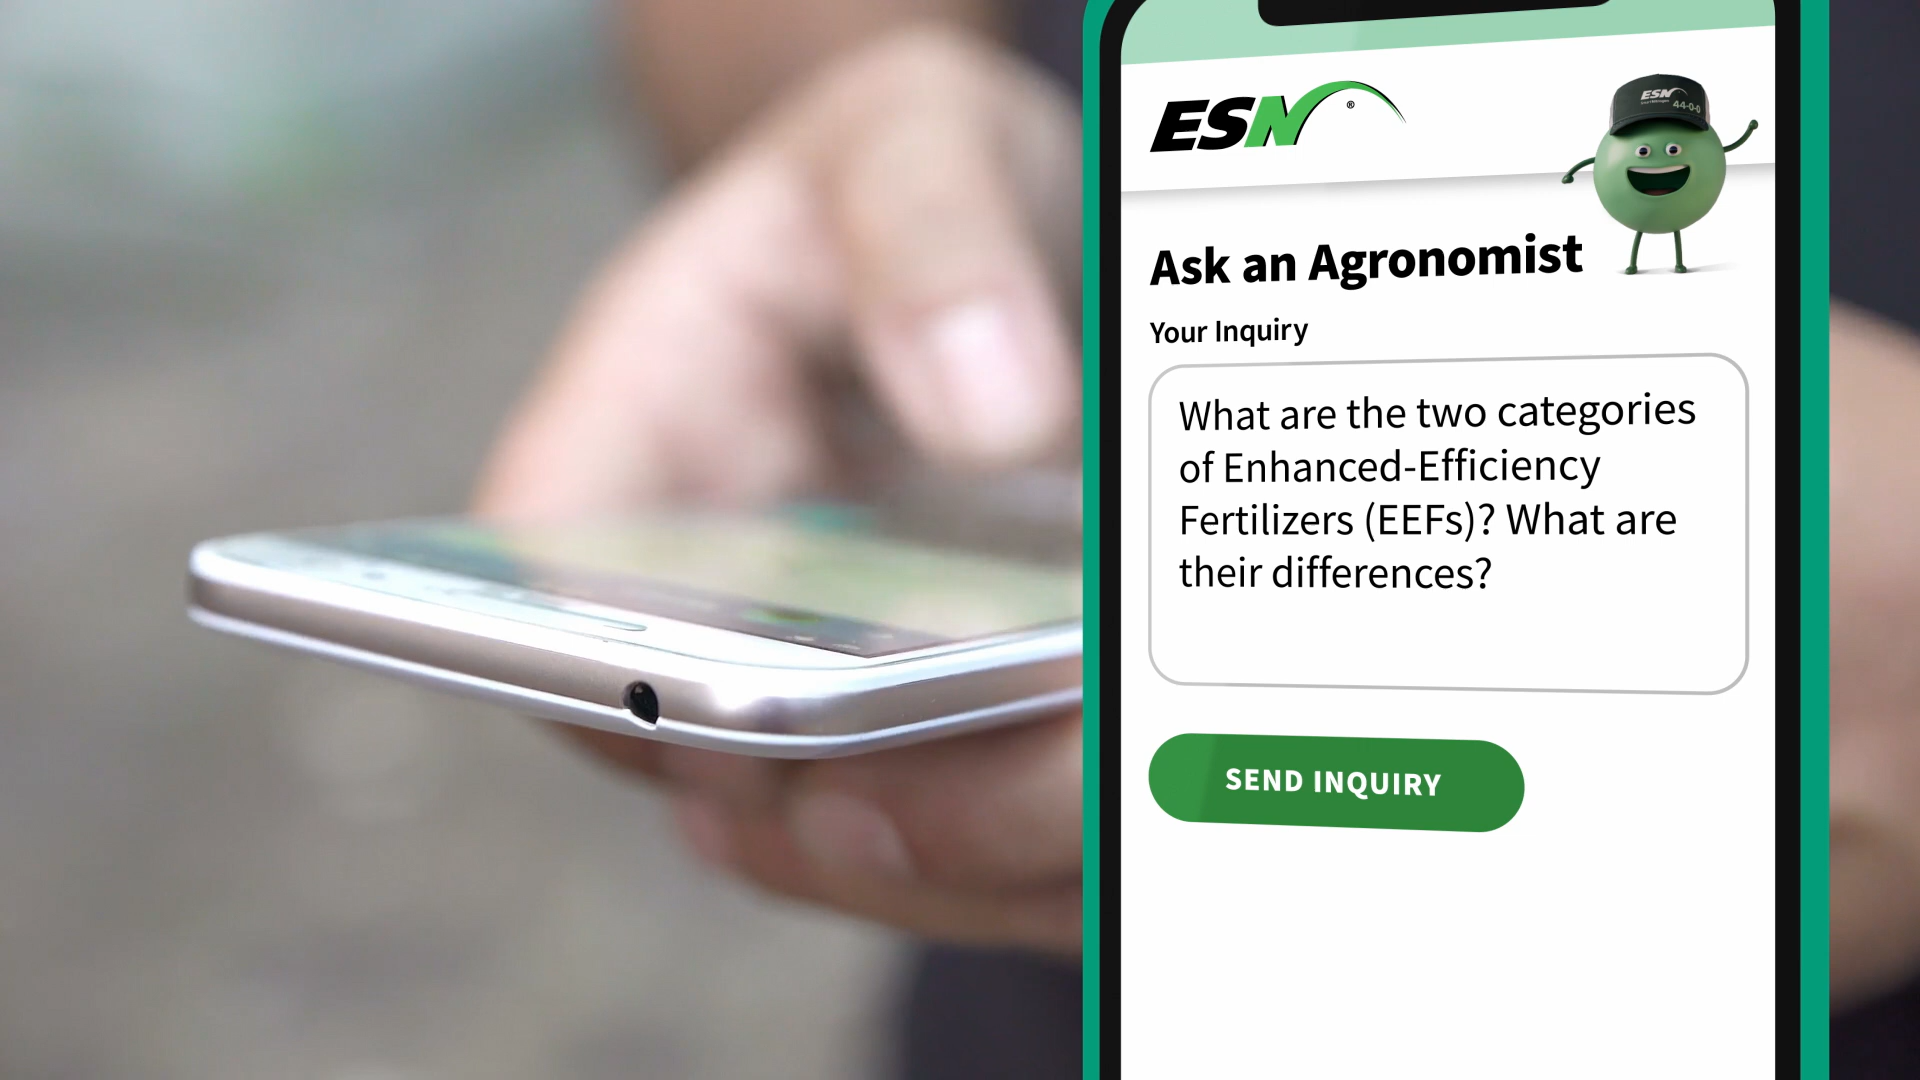 ESN®
ESN
44-0-0
Ask an Agronomist
Your Inquiry
What are the two categories
of Enhanced-Efficiency
Fertilizers (EEFs)? What are
their differences?
SEND INQUIRY